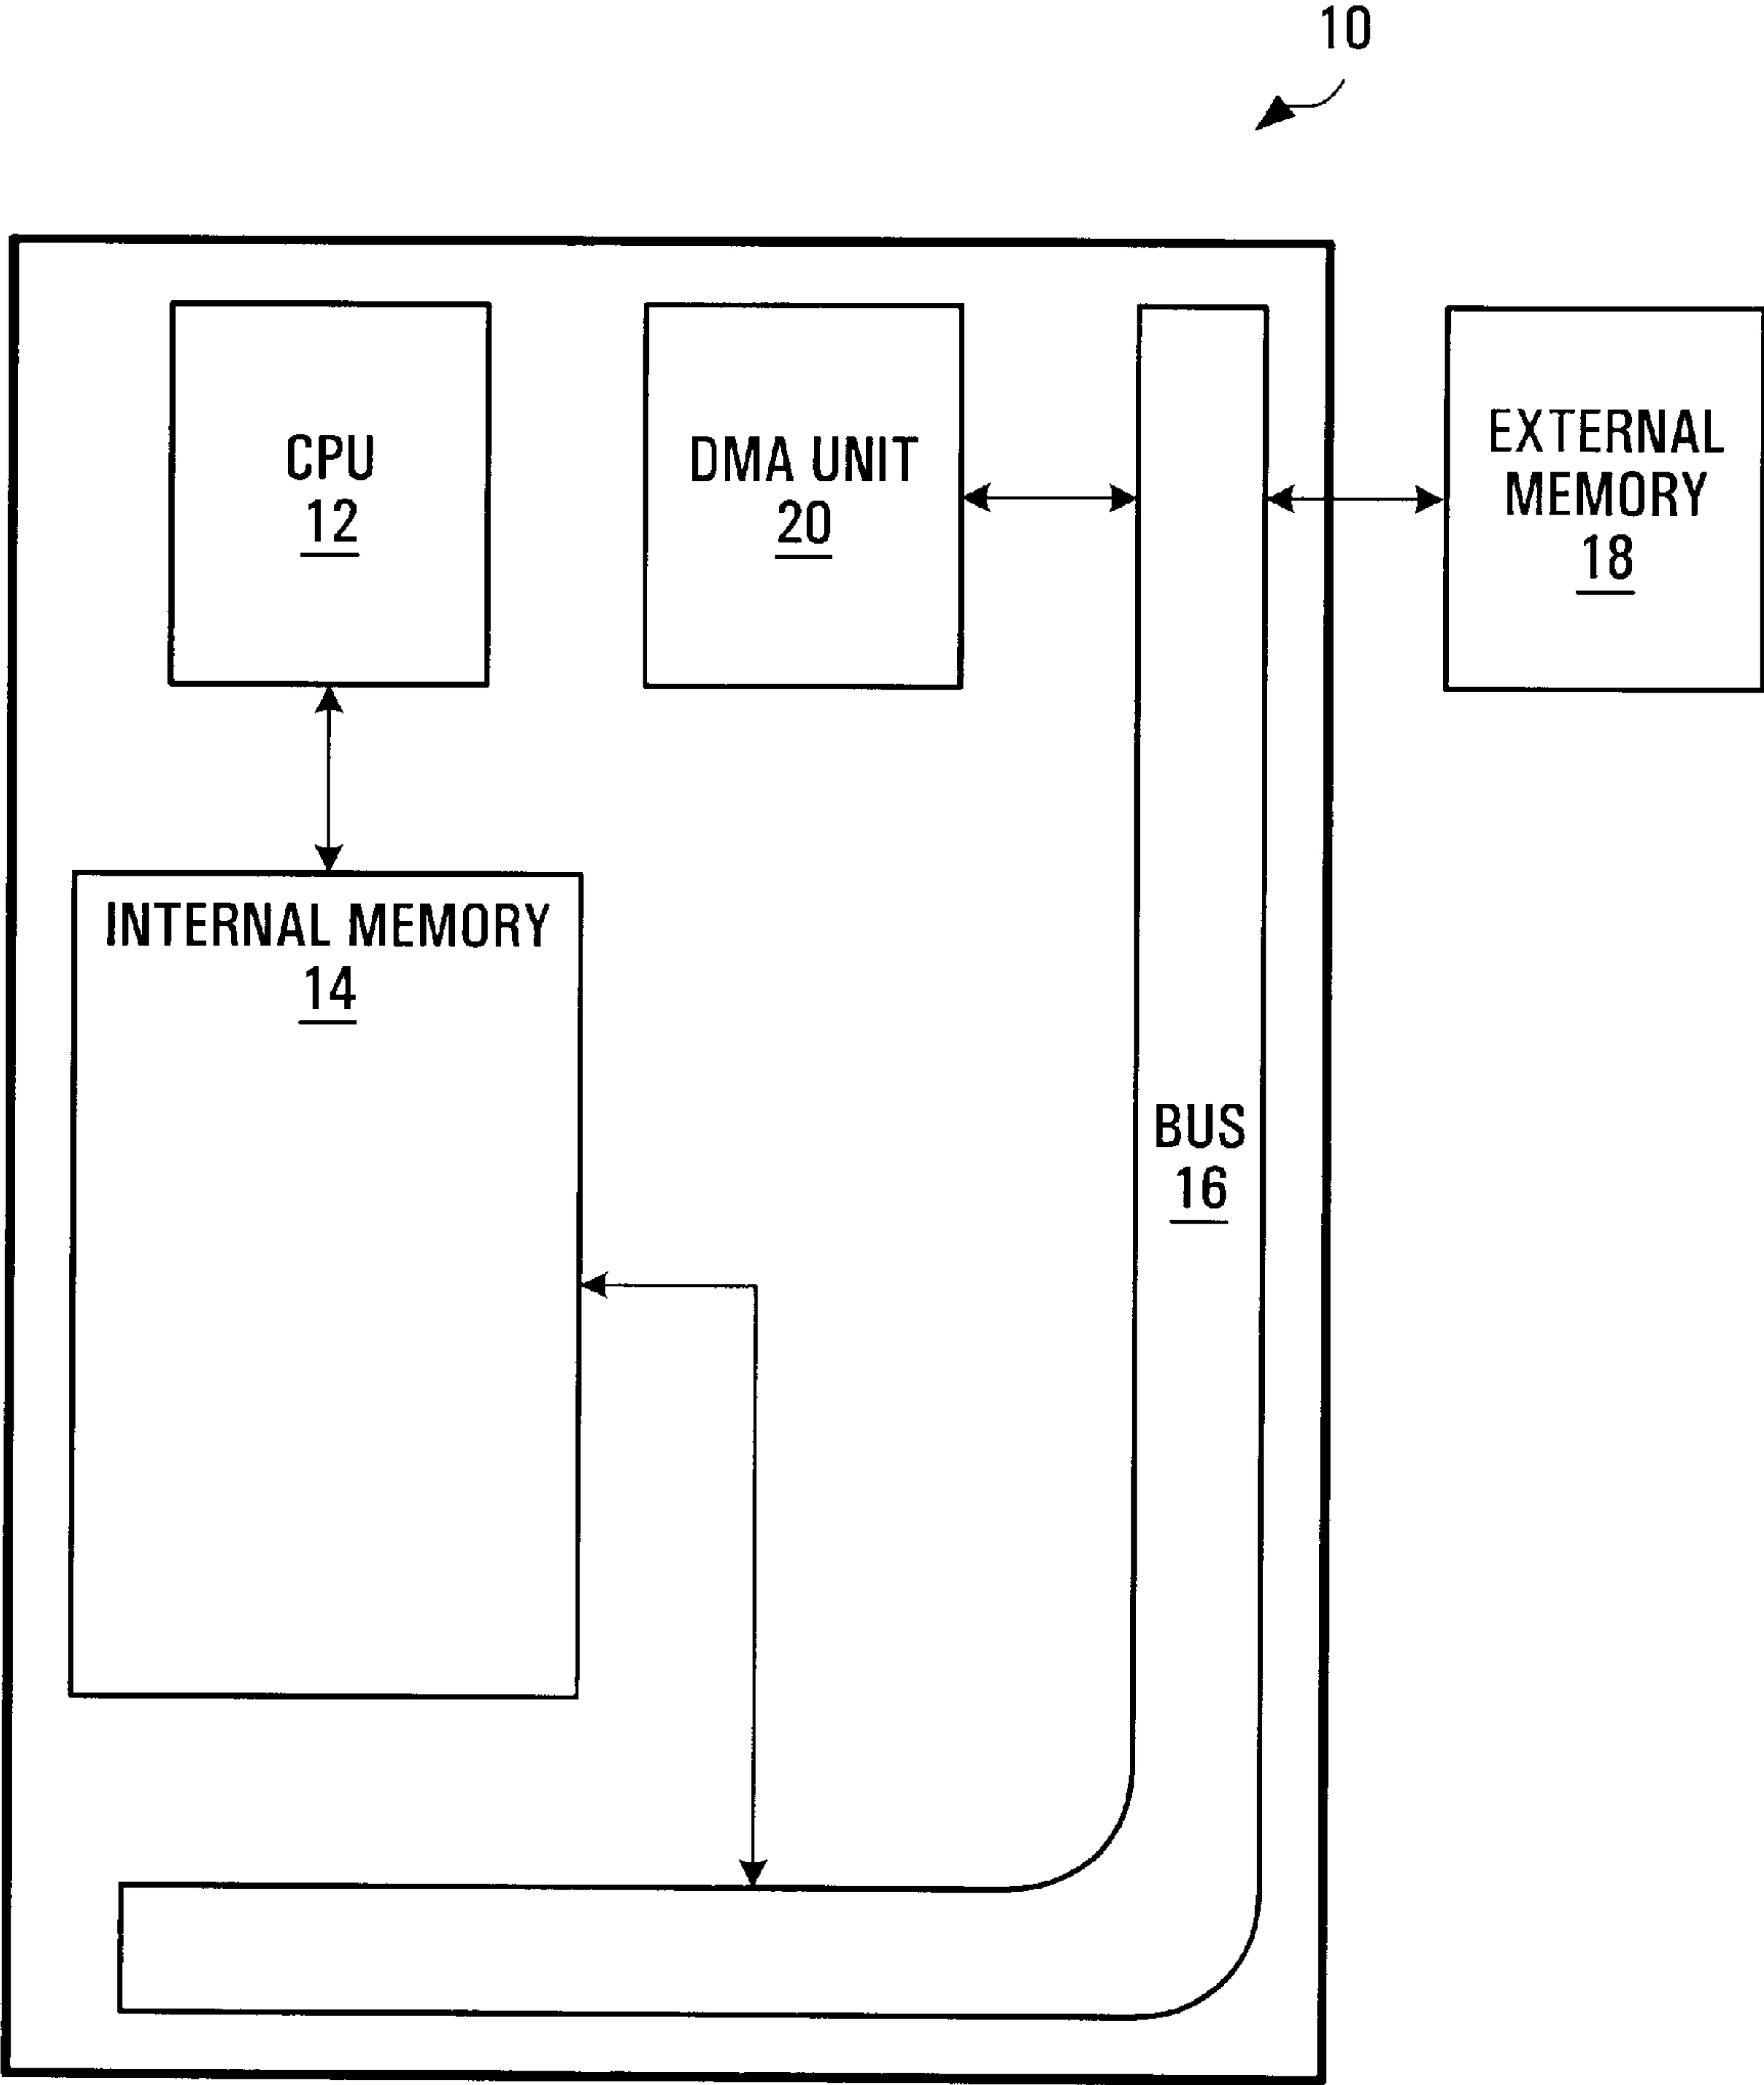 10
CPU
12
DMA UNIT
20
EXTERNAL
MEMORY
18
INTERNAL MEMORY
14
BUS
16